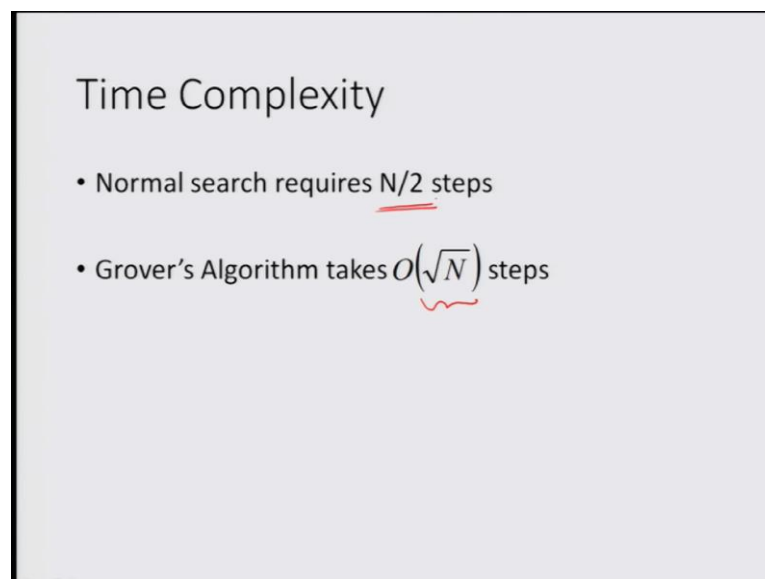 Time Complexity
• Normal search requires N/2 steps
• Grover’s Algorithm takes O(√N) steps